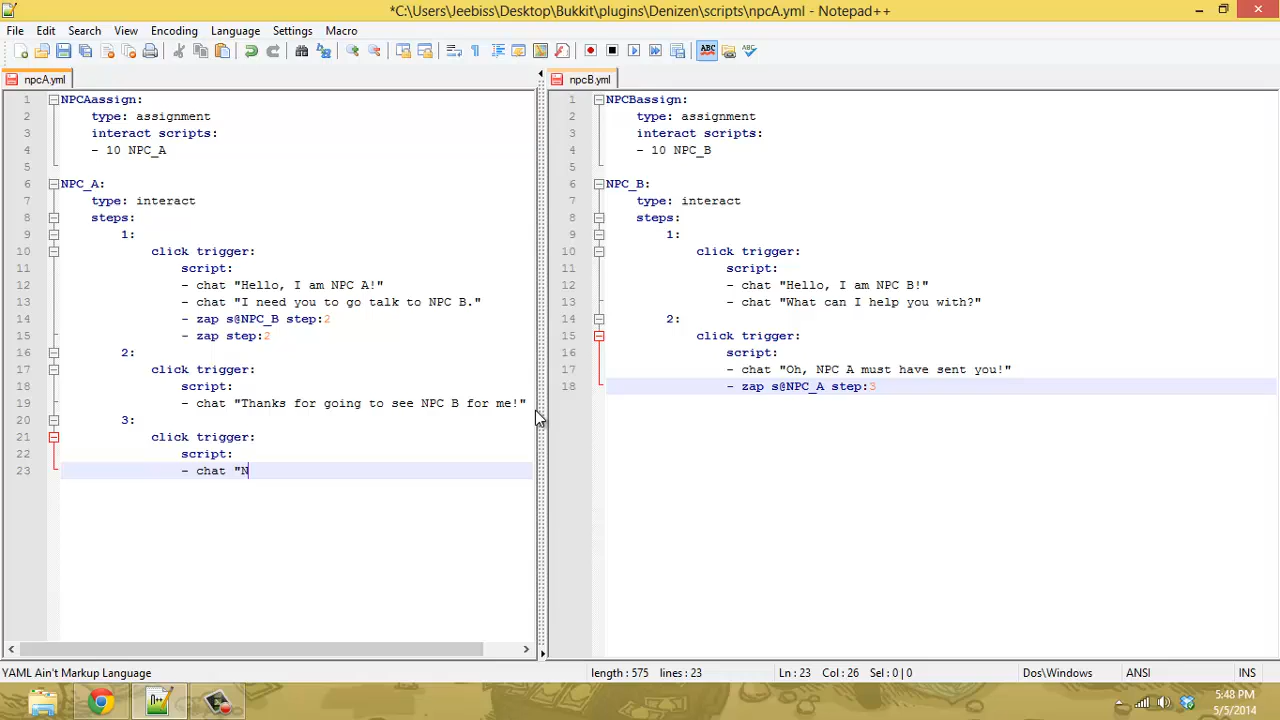 *C:\Users\Jeebiss\Desktop\Bukkit\plugins\Denizen\scripts\npcA.yml - Notepad++
File Edit Search View Encoding Language Settings Macro
npcA.yml
1 NPCAassign:
2 type: assignment
3 interact scripts:
4 - 10 NPC_A
5
6 NPC_A:
7 type: interact
8 steps:
9 1:
10 click trigger:
11 script:
12 - chat "Hello, I am NPC A!"
13 - chat "I need you to go talk to NPC B."
14 - zap s@NPC_B step:2
15 - zap step:2
16 2:
17 click trigger:
18 script:
19 - chat "Thanks for going to see NPC B for me!"
20 3:
21 click trigger:
22 script:
23 - chat "N
npcB.yml
1 NPCBassign:
2 type: assignment
3 interact scripts:
4 - 10 NPC_B
5
6 NPC_B:
7 type: interact
8 steps:
9 1:
10 click trigger:
11 script:
12 - chat "Hello, I am NPC B!"
13 - chat "What can I help you with?"
14 2:
15 click trigger:
16 script:
17 - chat "Oh, NPC A must have sent you!"
18 - zap s@NPC_A step:3
YAML Ain't Markup Language length : 575 lines : 23 Ln : 23 Col : 26 Sel : 0 | 0 Dos\Windows ANSI INS
5:48 PM
5/5/2014